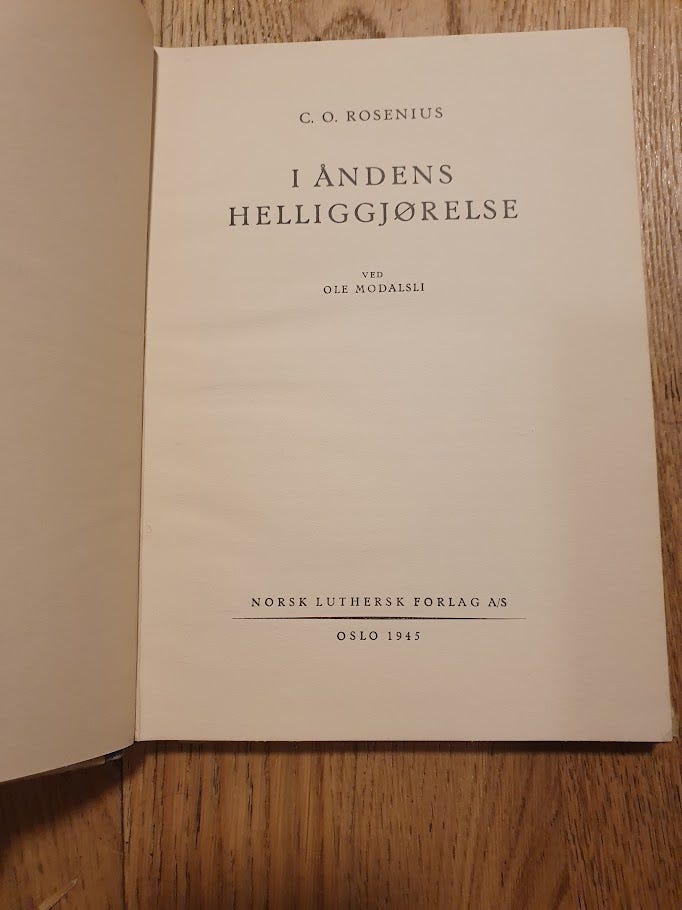 C. O. ROSENIUS
I ÅNDENS
HELLIGGJØRELSE
VED
OLE MODALSLI
NORSK LUTHERSK FORLAG A/S
OSLO 1945